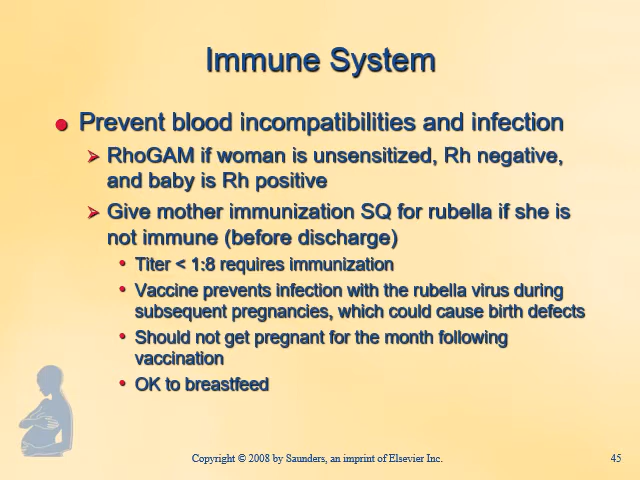 Immune System
Prevent blood incompatibilities and infection
RhoGAM if woman is unsensitized, Rh negative,
and baby is Rh positive
Give mother immunization SQ for rubella if she is
not immune (before discharge)
Titer < 1:8 requires immunization
Vaccine prevents infection with the rubella virus during
subsequent pregnancies, which could cause birth defects
Should not get pregnant for the month following
vaccination
OK to breastfeed
Copyright © 2008 by Saunders, an imprint of Elsevier Inc.
45